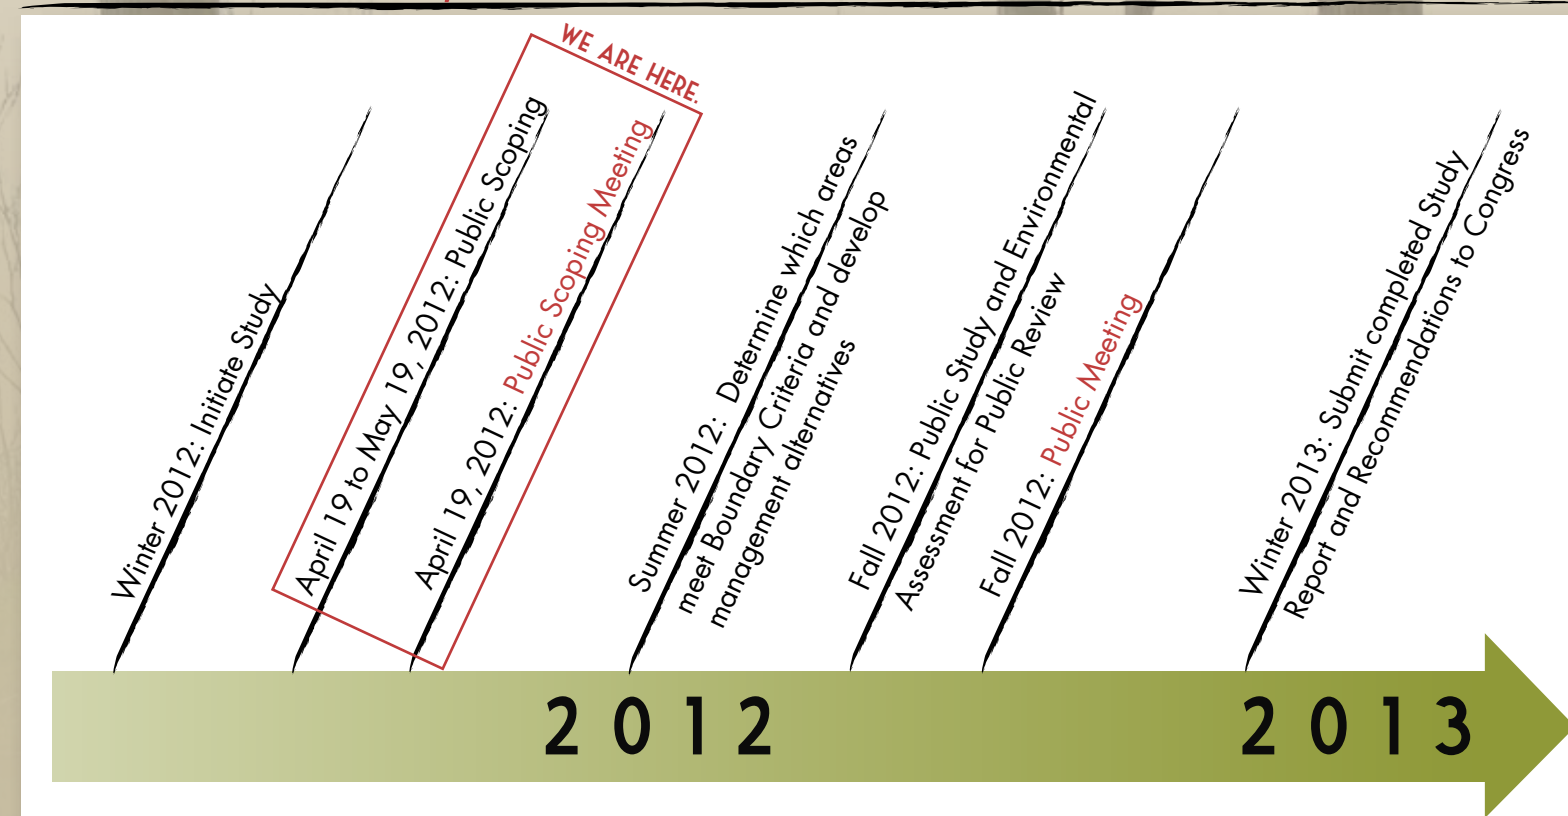 WE ARE HERE.
Winter 2012: Initiate Study
April 19 to May 19, 2012: Public Scoping
April 19, 2012: Public Scoping Meeting
Summer 2012: Determine which areas
meet Boundary Criteria and develop
management alternatives
Fall 2012: Public Study and Environmental
Assessment for Public Review
Fall 2012: Public Meeting
Winter 2013: Submit completed Study
Report and Recommendations to Congress
2012
2013